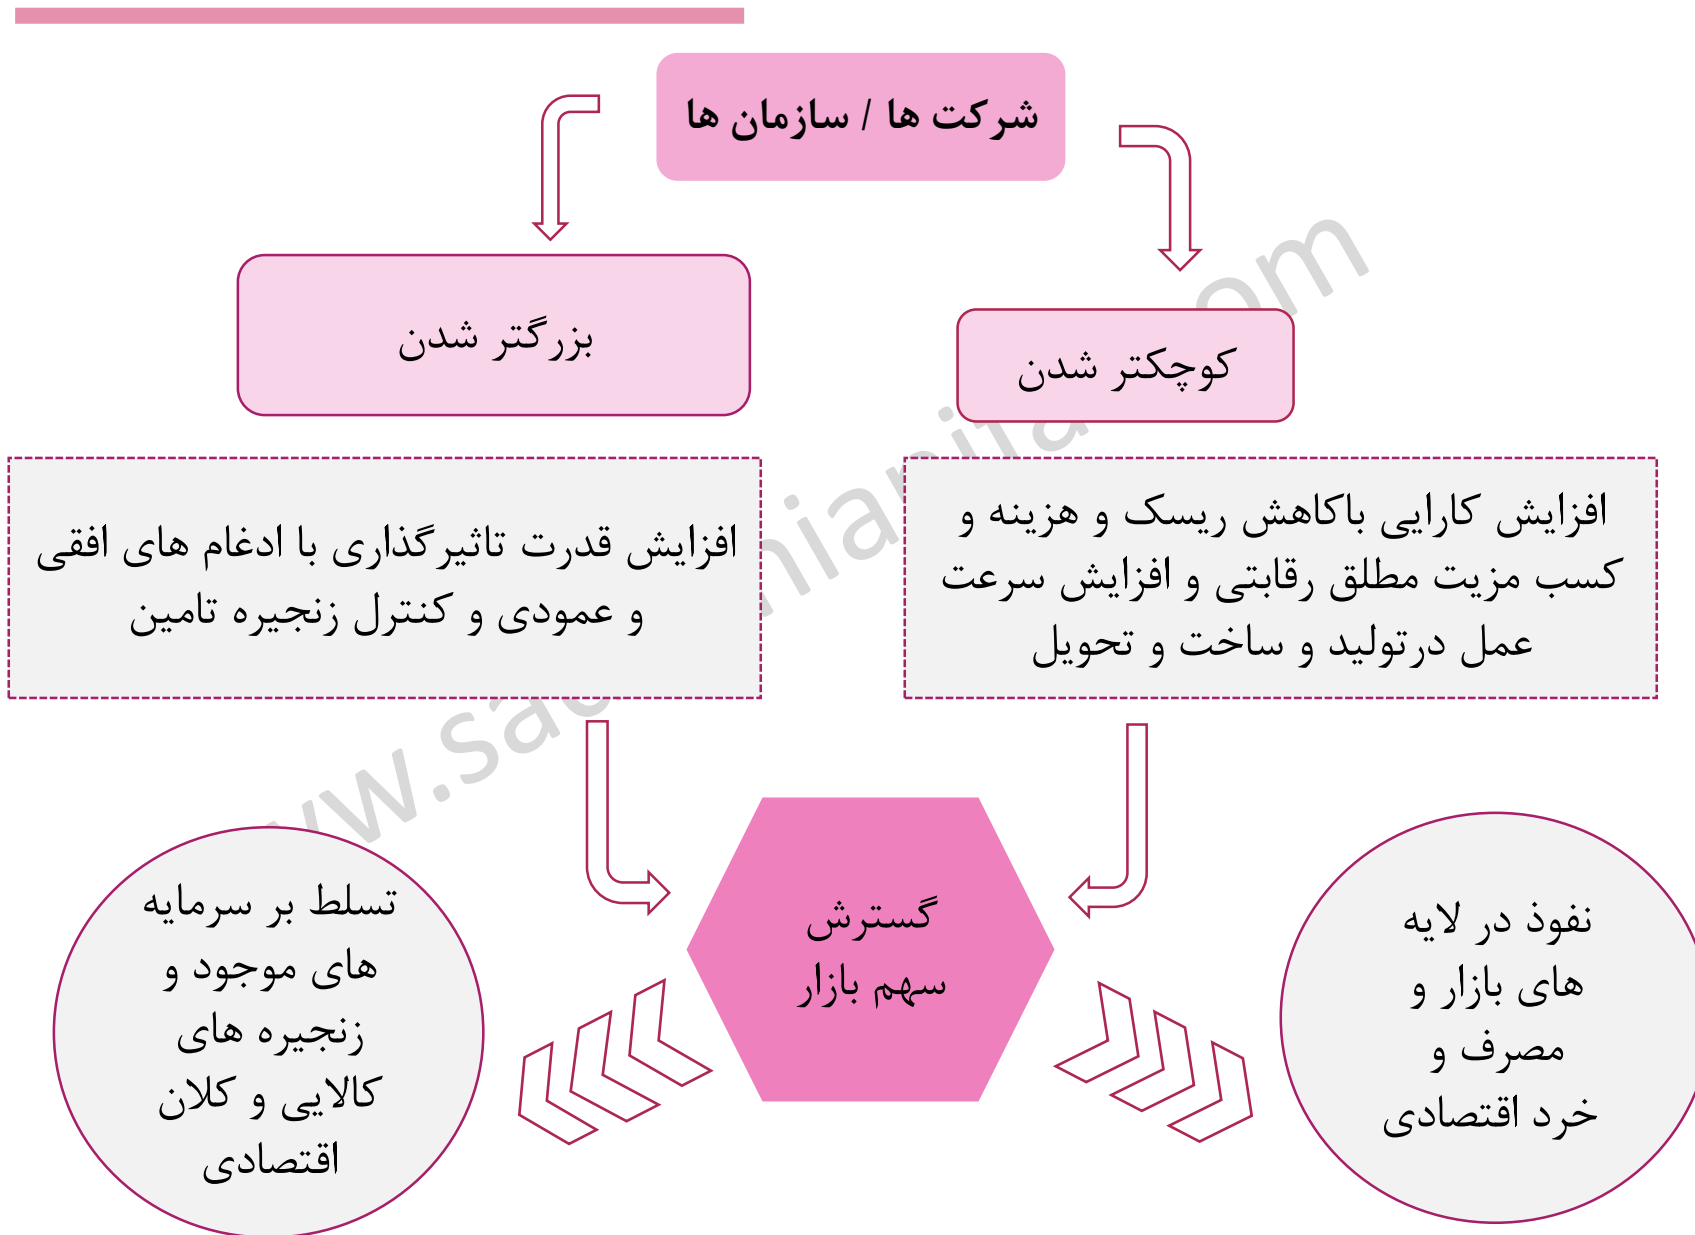 شرکت ها / سازمان ها
کوچکتر شدن
بزرگتر شدن
افزایش کارایی باکاهش ریسک و هزینه و
کسب مزیت مطلق رقابتی و افزایش سرعت
عمل درتولید و ساخت و تحویل
افزایش قدرت تاثیرگذاری با ادغام های افقی
و عمودی و کنترل زنجیره تامین
گسترش
سهم بازار
نفوذ در لایه
های بازار و
مصرف و
خرد اقتصادی
تسلط بر سرمایه
های موجود و
زنجیره های
کالایی و کلان
اقتصادی